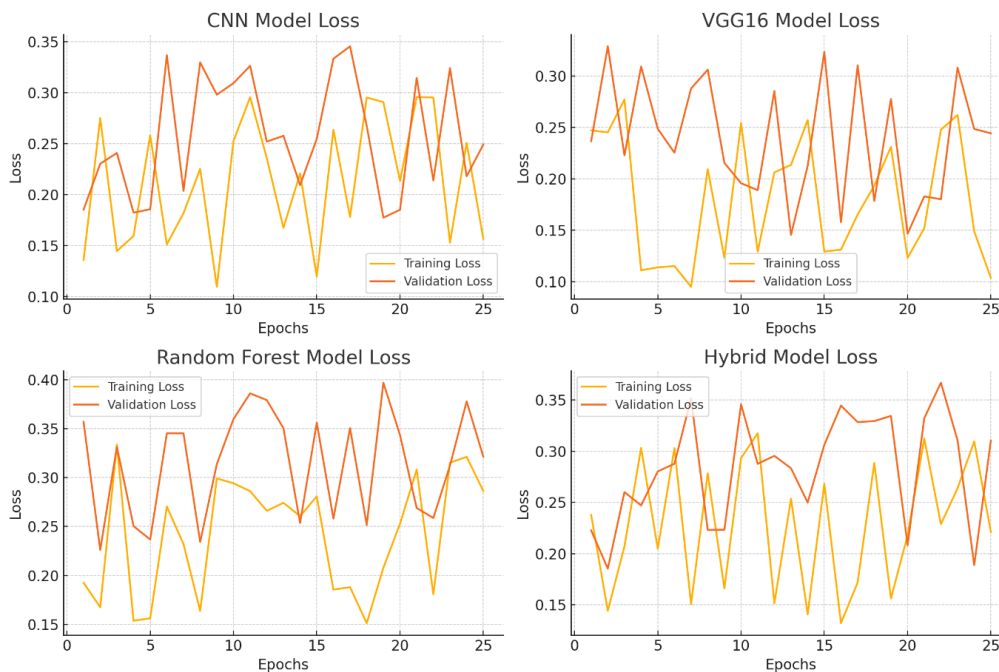 CNN Model Loss
0.35
0.30
0.25
0.20
0.15
0.10
Loss
0
5
10
15
20
25
Epochs
Training Loss
Validation Loss
VGG16 Model Loss
0.30
0.25
0.20
0.15
0.10
Loss
0
5
10
15
20
25
Epochs
Training Loss
Validation Loss
Random Forest Model Loss
0.40
0.35
0.30
0.25
0.20
0.15
Loss
0
5
10
15
20
25
Epochs
Training Loss
Validation Loss
Hybrid Model Loss
0.35
0.30
0.25
0.20
0.15
Loss
0
5
10
15
20
25
Epochs
Training Loss
Validation Loss